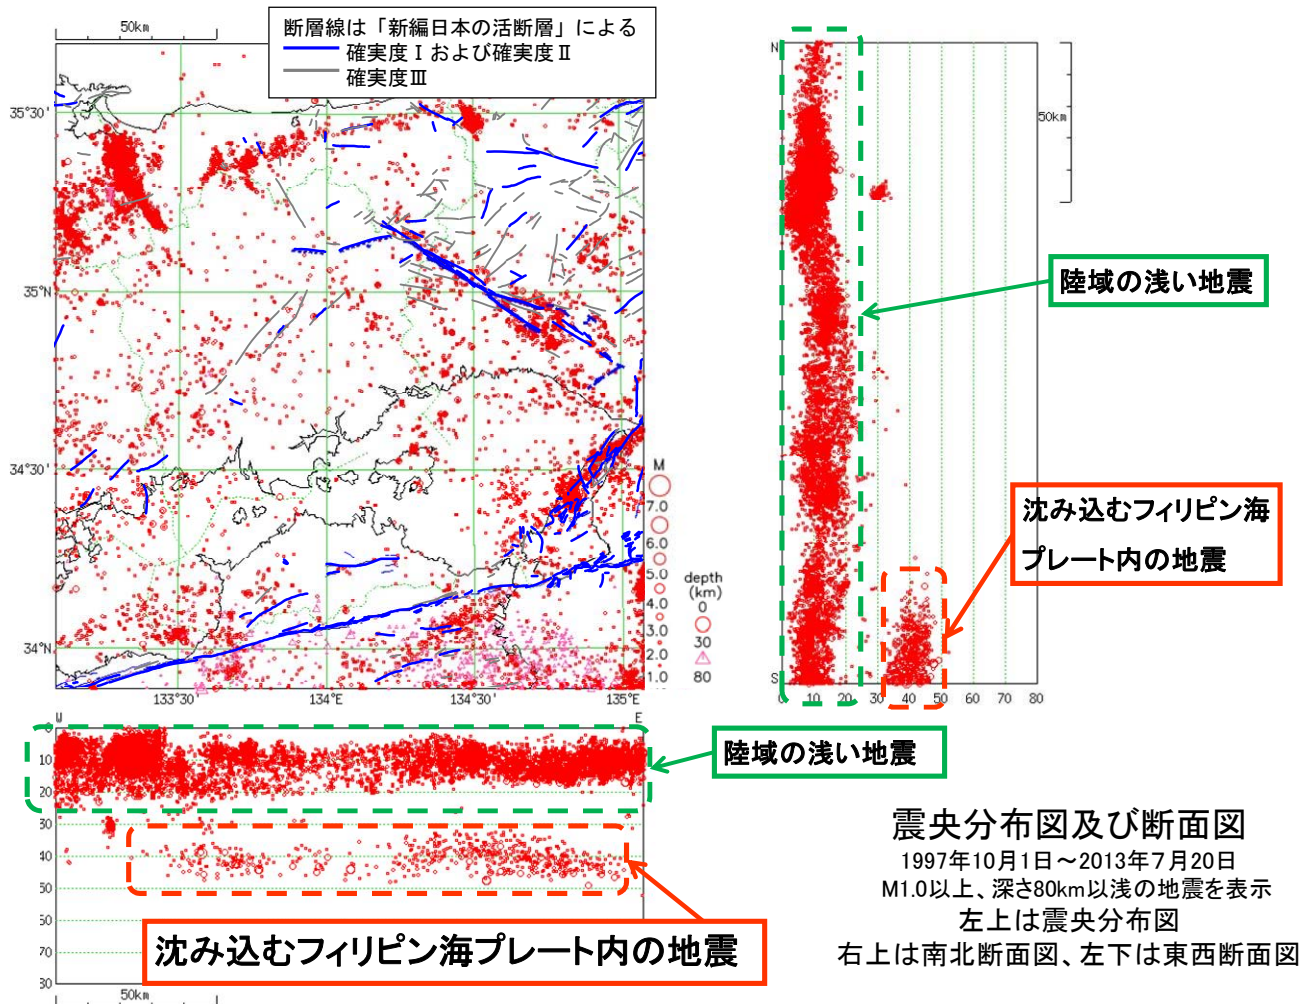 50km
断層線は「新編日本の活断層」による
確実度Ⅰおよび確実度Ⅱ
確実度Ⅲ
35°30'
35°N
34°30'
34°N
133°30'
134°E
134°30'
135°E
M
7.0
6.0
5.0
4.0
3.0
2.0
1.0
depth
(km)
0
30
80
N
S
50km
0 10 20 30 40 50 60 70 80
陸域の浅い地震
沈み込むフィリピン海
プレート内の地震
W
E
0
10
20
30
40
50
60
70
80
50km
陸域の浅い地震
沈み込むフィリピン海プレート内の地震
震央分布図及び断面図
1997年10月1日～2013年7月20日
M1.0以上、深さ80km以浅の地震を表示
左上は震央分布図
右上は南北断面図、左下は東西断面図